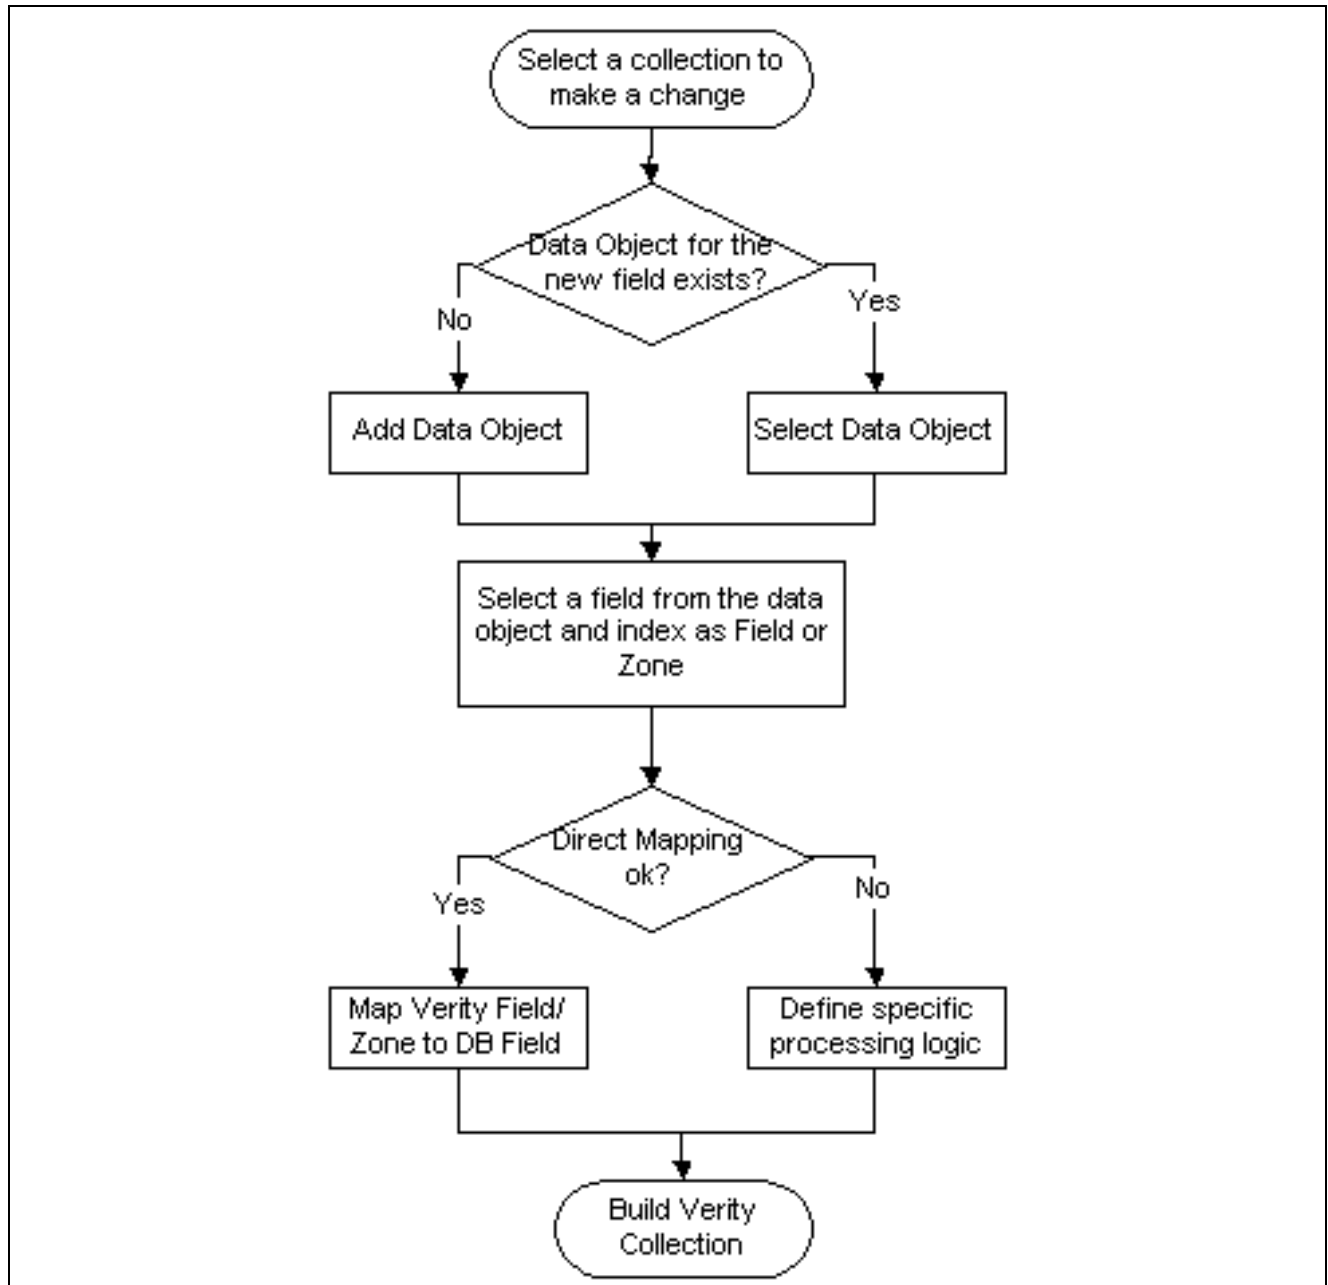 Select a collection to
make a change
Data Object for the
new field exists?
No
Yes
Add Data Object
Select Data Object
Select a field from the data
object and index as Field or
Zone
Direct Mapping
ok?
Yes
No
Map Verity Field/
Zone to DB Field
Define specific
processing logic
Build Verity
Collection